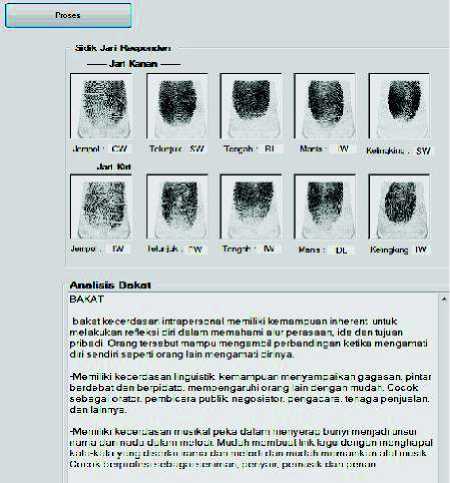 Proses
Sidik Jari Responden
Jari Kanan
Jempol : CW Telunjuk : SW Tengah : RL Manis : IW Kelingking : SW
Jari Kiri
Jempol : IW Telunjuk : Tengah : IW Manis : DL Kelingking IW
Analisis Bakat
BAKAT
bakat kecerdasan intrapersonal memiliki kemampuan inherent untuk
melakukan refleksi diri dalam memahami alur perasaan, ide dan tujuan
pribadi. Orang tersebut mampu mengambil perbandingan ketika mengamati
diri sendiri seperti orang lain mengamati dirinya.
-Memiliki kecerdasan linguistik, kemampuan menyampaikan gagasan, pintar
berdebat dan berpidato, mempengaruhi orang lain dengan mudah. Cocok
sebagai orator, pembicara publik, negosiator, pengacara, tenaga penjualan,
dan lainnya.
-Memiliki kecerdasan musikal peka dalam menyerap bunyi menjadi unsur
nama dan nada dalam melodi. Mudah membuat lirik lagu dengan menghapal
kata-kata yang disertai irama dan melodi dan mudah memainkan alat musik.
Cocok berprofesi sebagai seniman, penyair, pemusik dan penari